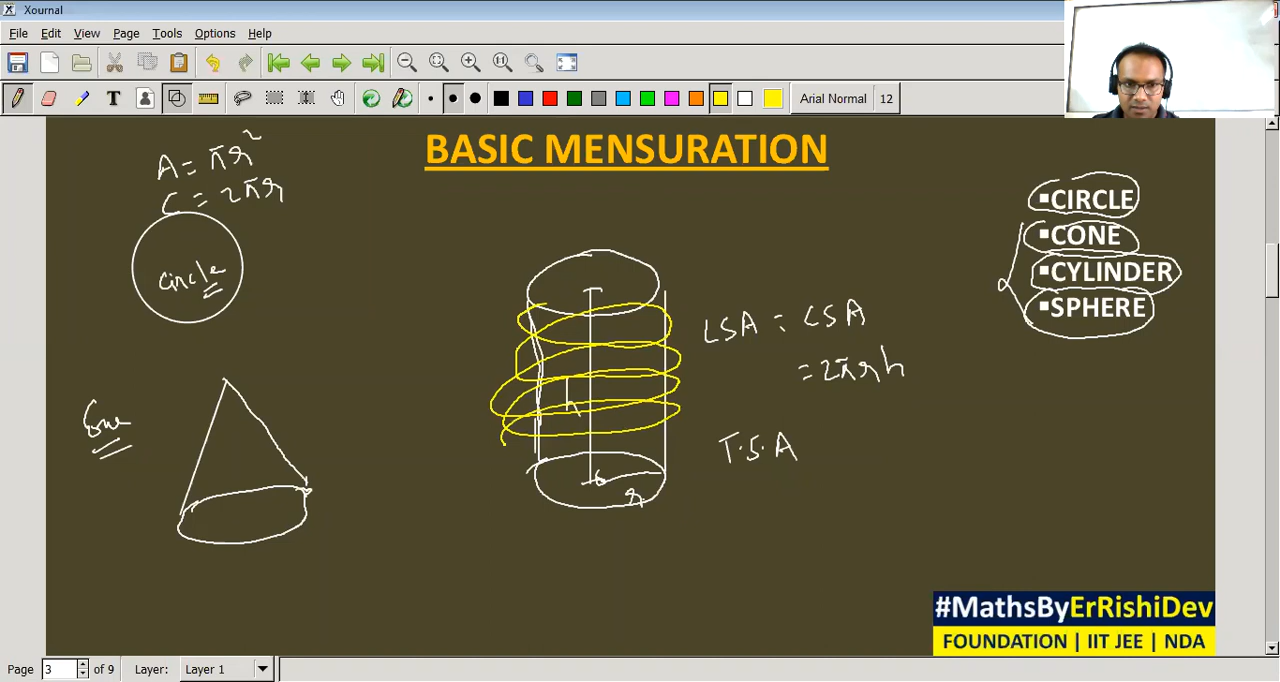 Xournal
File Edit View Page Tools Options Help
Arial Normal 12
BASIC MENSURATION
A = πr²
C = 2πr
Circle
▪CIRCLE
▪CONE
▪CYLINDER
▪SPHERE
LSA = CSA
= 2πrh
h
Cone
T.S.A
r
#MathsByErRishiDev
FOUNDATION | IIT JEE | NDA
Page 3 of 9 Layer: Layer 1